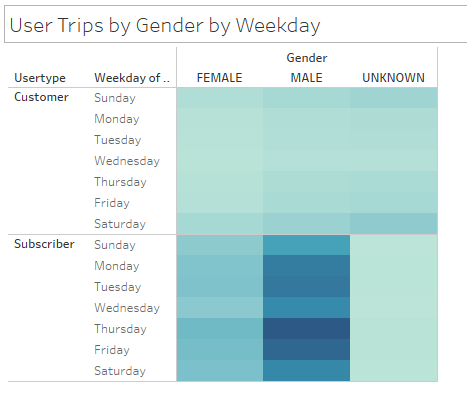 User Trips by Gender by Weekday
Gender
Usertype Weekday of .. FEMALE MALE UNKNOWN
Customer Sunday
Monday
Tuesday
Wednesday
Thursday
Friday
Saturday
Subscriber Sunday
Monday
Tuesday
Wednesday
Thursday
Friday
Saturday